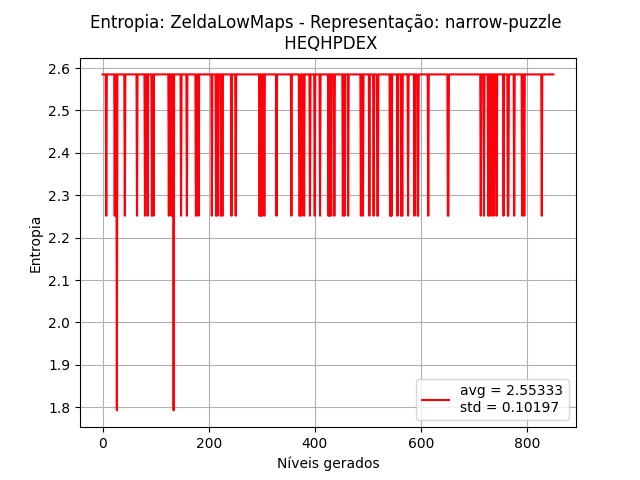 Entropia: ZeldaLowMaps - Representação: narrow-puzzle
HEQHPDEX
2.6
2.5
2.4
2.3
2.2
2.1
2.0
1.9
1.8
Entropia
avg = 2.55333
std = 0.10197
0 200 400 600 800
Níveis gerados